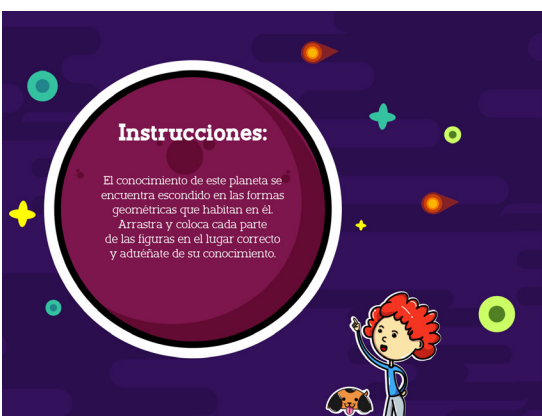 Instrucciones:
El conocimiento de este planeta se
encuentra escondido en las formas
geométricas que habitan en él.
Arrastra y coloca cada parte
de las figuras en el lugar correcto
y aduéñate de su conocimiento.